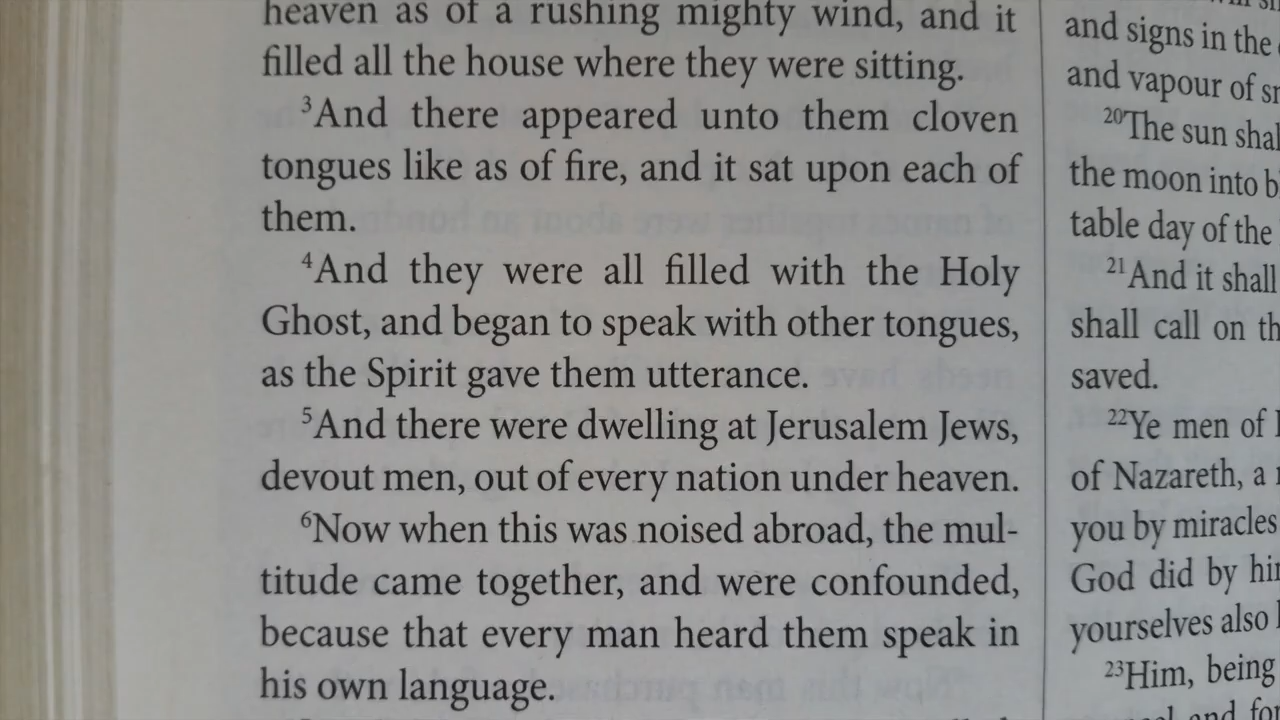 heaven as of a rushing mighty wind, and it
filled all the house where they were sitting.
³And there appeared unto them cloven
tongues like as of fire, and it sat upon each of
them.
⁴And they were all filled with the Holy
Ghost, and began to speak with other tongues,
as the Spirit gave them utterance.
⁵And there were dwelling at Jerusalem Jews,
devout men, out of every nation under heaven.
⁶Now when this was noised abroad, the mul-
titude came together, and were confounded,
because that every man heard them speak in
his own language.
and signs in the
and vapour of
²⁰The sun
the moon into
table day of the
²¹And it shall
shall call on
saved.
²²Ye men of
of Nazareth, a
you by miracles
God did by
yourselves also
²³Him, being
and